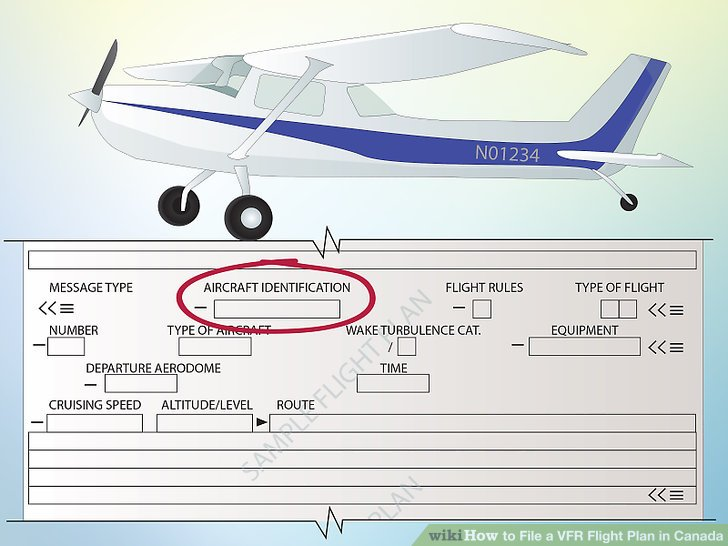 N01234
MESSAGE TYPE AIRCRAFT IDENTIFICATION FLIGHT RULES TYPE OF FLIGHT
NUMBER TYPE OF AIRCRAFT WAKE TURBULENCE CAT. EQUIPMENT
/
DEPARTURE AERODOME TIME
CRUISING SPEED ALTITUDE/LEVEL ROUTE
SAMPLE FLIGHT PLAN
PLAN
wikiHow to File a VFR Flight Plan in Canada